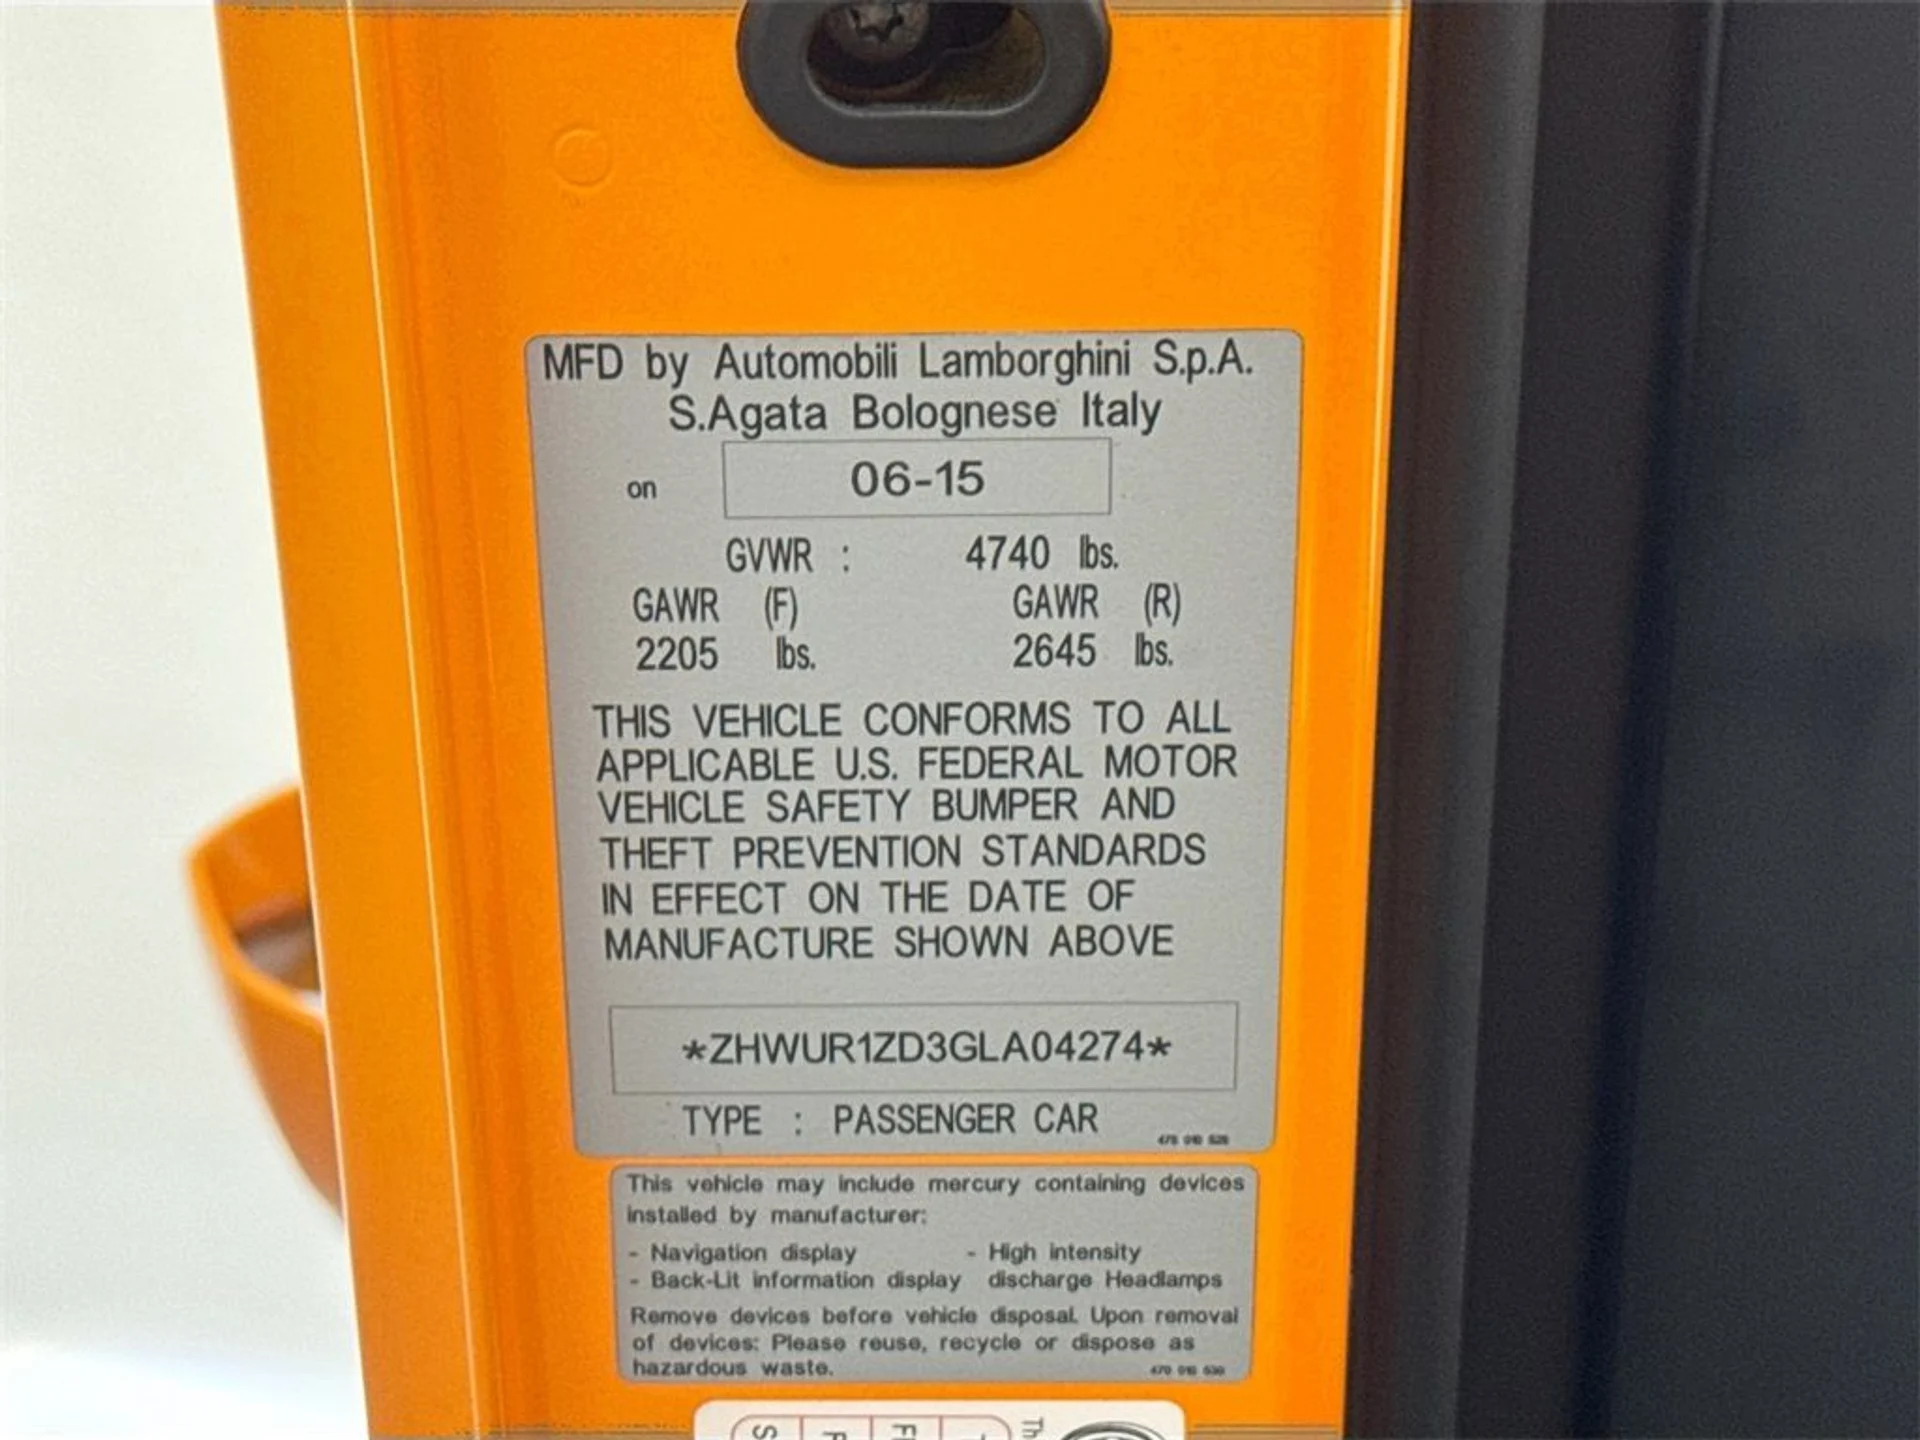 MFD by Automobili Lamborghini S.p.A.
S.Agata Bolognese Italy
on 06-15
GVWR : 4740 lbs.
GAWR (F) GAWR (R)
2205 lbs. 2645 lbs.
THIS VEHICLE CONFORMS TO ALL
APPLICABLE U.S. FEDERAL MOTOR
VEHICLE SAFETY BUMPER AND
THEFT PREVENTION STANDARDS
IN EFFECT ON THE DATE OF
MANUFACTURE SHOWN ABOVE
*ZHWUR1ZD3GLA04274*
TYPE : PASSENGER CAR
This vehicle may include mercury containing devices
installed by manufacturer:
- Navigation display - High intensity
- Back-Lit information display discharge Headlamps
Remove devices before vehicle disposal. Upon removal
of devices: Please reuse, recycle or dispose as
hazardous waste.